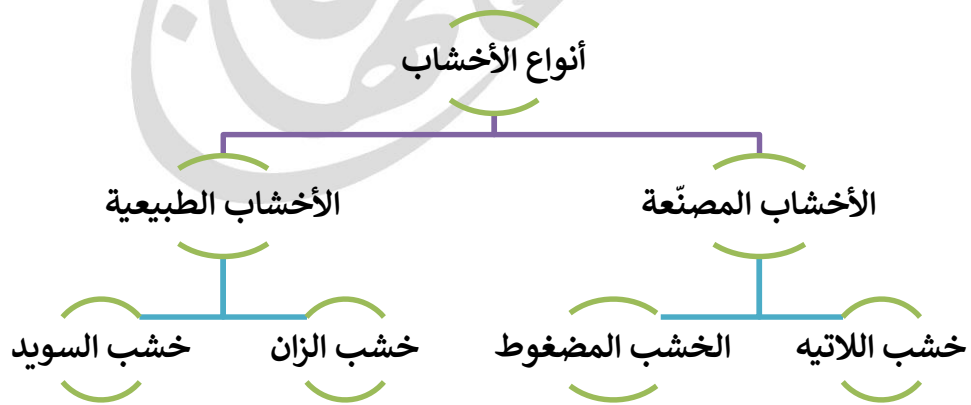 أنواع الأخشاب
الأخشاب المصنّعة
الأخشاب الطبيعية
خشب اللاتيه
الخشب المضغوط
خشب الزان
خشب السويد